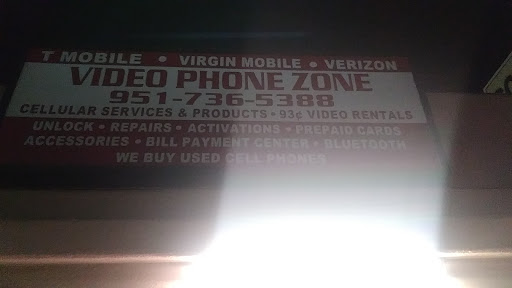 T MOBILE • VIRGIN MOBILE • VERIZON
VIDEO PHONE ZONE
951-736-5388
CELLULAR SERVICES & PRODUCTS • 93¢ VIDEO RENTALS
UNLOCK • REPAIRS • ACTIVATIONS • PREPAID CARDS
ACCESSORIES • BILL PAYMENT CENTER • BLUETOOTH
WE BUY USED CELL PHONES